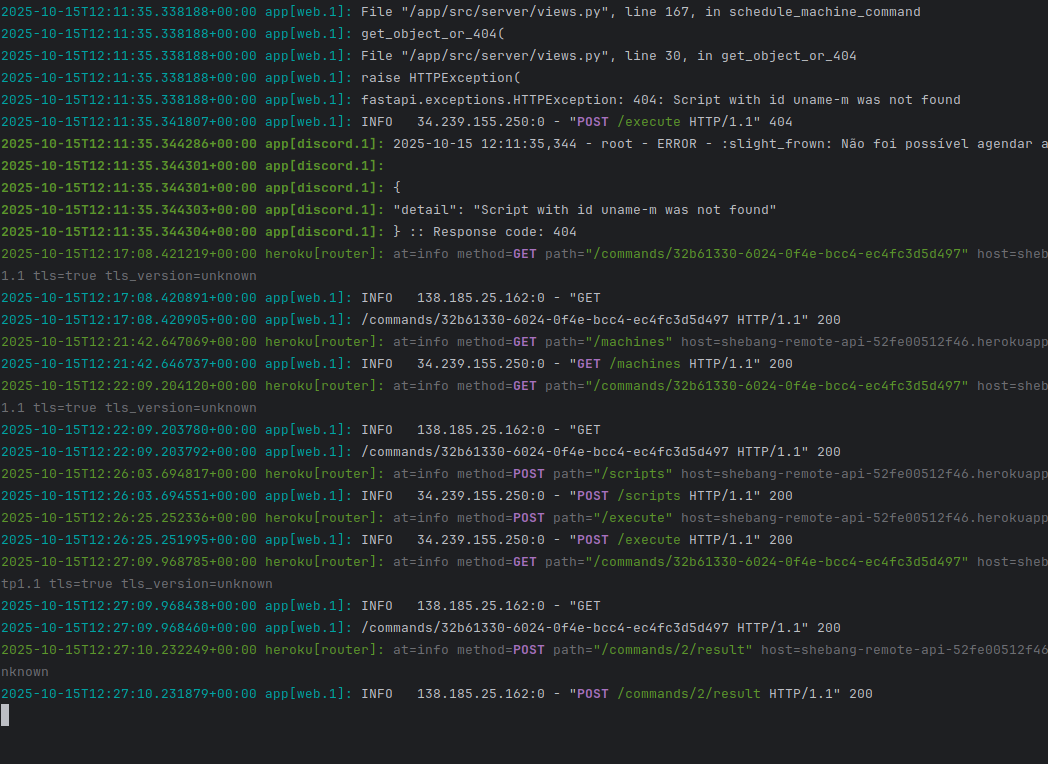 2025-10-15T12:11:35.338188+00:00 app[web.1]: File "/app/src/server/views.py", line 167, in schedule_machine_command
2025-10-15T12:11:35.338188+00:00 app[web.1]: get_object_or_404(
2025-10-15T12:11:35.338188+00:00 app[web.1]: File "/app/src/server/views.py", line 30, in get_object_or_404
2025-10-15T12:11:35.338188+00:00 app[web.1]: raise HTTPException(
2025-10-15T12:11:35.338188+00:00 app[web.1]: fastapi.exceptions.HTTPException: 404: Script with id uname-m was not found
2025-10-15T12:11:35.341807+00:00 app[web.1]: INFO   34.239.155.250:0 - "POST /execute HTTP/1.1" 404
2025-10-15T12:11:35.344286+00:00 app[discord.1]: 2025-10-15 12:11:35,344 - root - ERROR - :slight_frown: Não foi possível agendar a
2025-10-15T12:11:35.344301+00:00 app[discord.1]:
2025-10-15T12:11:35.344301+00:00 app[discord.1]: {
2025-10-15T12:11:35.344303+00:00 app[discord.1]: "detail": "Script with id uname-m was not found"
2025-10-15T12:11:35.344304+00:00 app[discord.1]: } :: Response code: 404
2025-10-15T12:17:08.421219+00:00 heroku[router]: at=info method=GET path="/commands/32b61330-6024-0f4e-bcc4-ec4fc3d5d497" host=sheb
1.1 tls=true tls_version=unknown
2025-10-15T12:17:08.420891+00:00 app[web.1]: INFO   138.185.25.162:0 - "GET
2025-10-15T12:17:08.420905+00:00 app[web.1]: /commands/32b61330-6024-0f4e-bcc4-ec4fc3d5d497 HTTP/1.1" 200
2025-10-15T12:21:42.647069+00:00 heroku[router]: at=info method=GET path="/machines" host=shebang-remote-api-52fe00512f46.herokuapp
2025-10-15T12:21:42.646737+00:00 app[web.1]: INFO   34.239.155.250:0 - "GET /machines HTTP/1.1" 200
2025-10-15T12:22:09.204120+00:00 heroku[router]: at=info method=GET path="/commands/32b61330-6024-0f4e-bcc4-ec4fc3d5d497" host=sheb
1.1 tls=true tls_version=unknown
2025-10-15T12:22:09.203780+00:00 app[web.1]: INFO   138.185.25.162:0 - "GET
2025-10-15T12:22:09.203792+00:00 app[web.1]: /commands/32b61330-6024-0f4e-bcc4-ec4fc3d5d497 HTTP/1.1" 200
2025-10-15T12:26:03.694817+00:00 heroku[router]: at=info method=POST path="/scripts" host=shebang-remote-api-52fe00512f46.herokuapp
2025-10-15T12:26:03.694551+00:00 app[web.1]: INFO   34.239.155.250:0 - "POST /scripts HTTP/1.1" 200
2025-10-15T12:26:25.252336+00:00 heroku[router]: at=info method=POST path="/execute" host=shebang-remote-api-52fe00512f46.herokuapp
2025-10-15T12:26:25.251995+00:00 app[web.1]: INFO   34.239.155.250:0 - "POST /execute HTTP/1.1" 200
2025-10-15T12:27:09.968785+00:00 heroku[router]: at=info method=GET path="/commands/32b61330-6024-0f4e-bcc4-ec4fc3d5d497" host=sheb
tp1.1 tls=true tls_version=unknown
2025-10-15T12:27:09.968438+00:00 app[web.1]: INFO   138.185.25.162:0 - "GET
2025-10-15T12:27:09.968460+00:00 app[web.1]: /commands/32b61330-6024-0f4e-bcc4-ec4fc3d5d497 HTTP/1.1" 200
2025-10-15T12:27:10.232249+00:00 heroku[router]: at=info method=POST path="/commands/2/result" host=shebang-remote-api-52fe00512f46
nknown
2025-10-15T12:27:10.231879+00:00 app[web.1]: INFO   138.185.25.162:0 - "POST /commands/2/result HTTP/1.1" 200